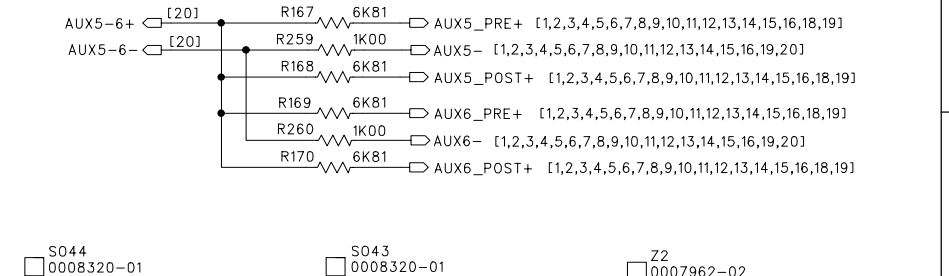 AUX5-6+ [20] R167 6K81 AUX5_PRE+ [1,2,3,4,5,6,7,8,9,10,11,12,13,14,15,16,18,19]
AUX5-6- [20] R259 1K00 AUX5- [1,2,3,4,5,6,7,8,9,10,11,12,13,14,15,16,19,20]
R168 6K81 AUX5_POST+ [1,2,3,4,5,6,7,8,9,10,11,12,13,14,15,16,18,19]
R169 6K81 AUX6_PRE+ [1,2,3,4,5,6,7,8,9,10,11,12,13,14,15,16,18,19]
R260 1K00 AUX6- [1,2,3,4,5,6,7,8,9,10,11,12,13,14,15,16,19,20]
R170 6K81 AUX6_POST+ [1,2,3,4,5,6,7,8,9,10,11,12,13,14,15,16,18,19]
S044 S043 Z2
0008320-01 0008320-01 0007962-02